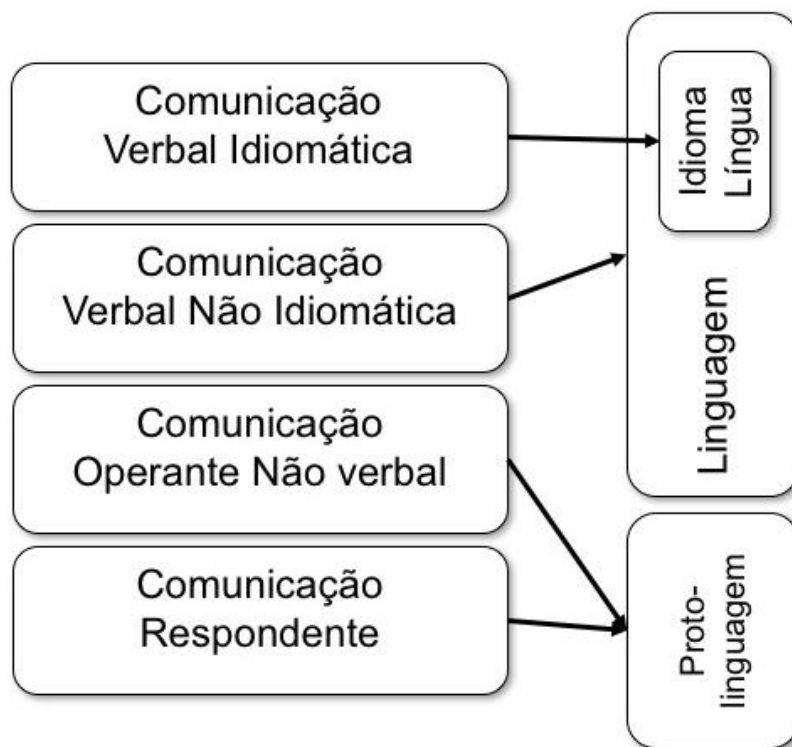 Comunicação
Verbal Idiomática
Comunicação
Verbal Não Idiomática
Comunicação
Operante Não verbal
Comunicação
Respondente
Idioma
Língua
Linguagem
Proto-
linguagem